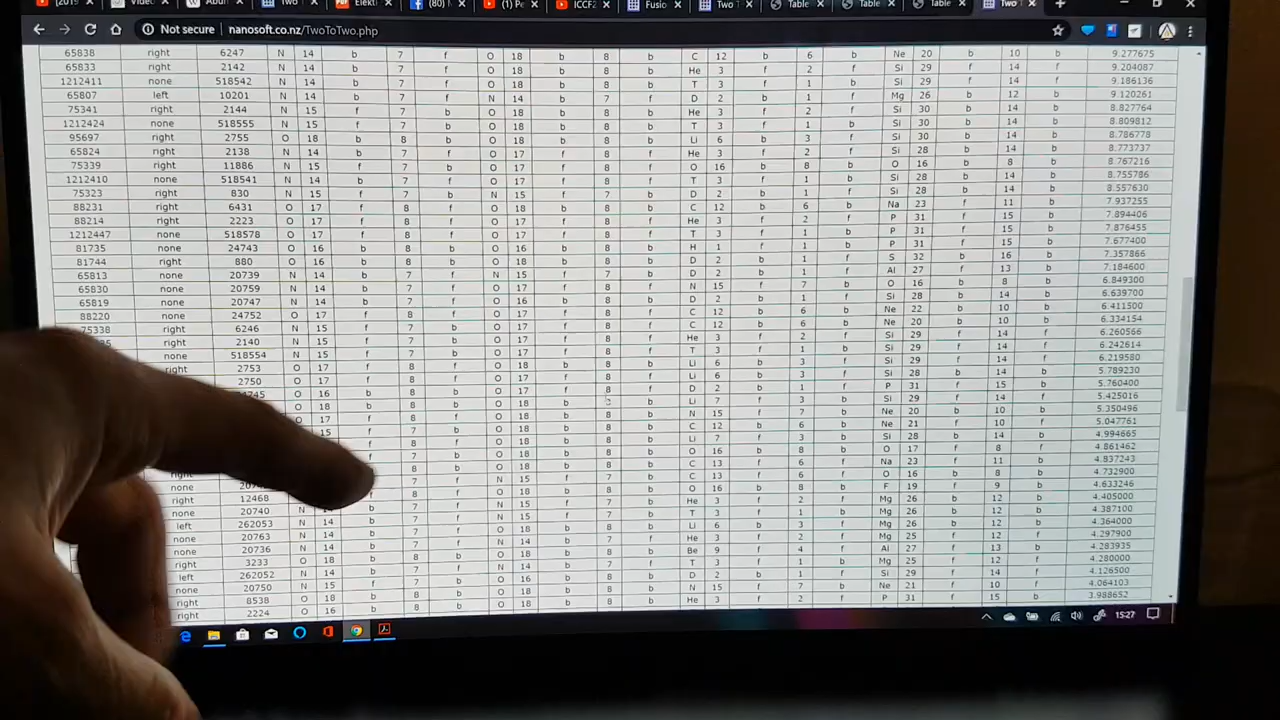 Not secure nanosoft.co.nz/TwoToTwo.php
65838 right 6247 N 14 b 7 f O 18 b 8 b C 12 b 6 b Ne 20 b 10 b 9.277675
65833 right 2142 N 14 b 7 f O 18 b 8 b He 3 f 2 f Si 29 f 14 b 9.204087
1212411 none 518542 N 14 b 7 f O 18 b 8 b T 3 f 1 b Si 29 f 14 b 9.186136
65807 left 10201 N 14 b 7 f N 14 b 7 f D 2 b 1 f Mg 26 b 12 b 9.120261
75341 right 2144 N 15 f 7 b O 18 b 8 b He 3 f 2 f Si 30 b 14 b 8.827764
1212424 none 518555 N 15 f 7 b O 18 b 8 b T 3 f 1 b Si 30 b 14 b 8.809812
95697 right 2755 O 18 b 8 b O 18 b 8 b Li 6 b 3 f Si 30 b 14 b 8.786778
65824 right 2138 N 14 b 7 f O 17 f 8 f He 3 f 2 f Si 28 b 14 b 8.773737
75339 right 11886 N 15 f 7 b O 17 f 8 f O 16 b 8 b O 16 b 8 b 8.767216
1212410 none 518541 N 14 b 7 f O 17 f 8 f T 3 f 1 b Si 28 b 14 b 8.755786
75323 right 830 N 15 f 7 b N 15 f 7 b D 2 b 1 f Si 28 b 14 b 8.557630
88231 right 6431 O 17 f 8 f O 18 b 8 b C 12 b 6 b Na 23 f 11 b 7.937255
88214 right 2223 O 17 f 8 f O 17 f 8 f He 3 f 2 f P 31 f 15 b 7.894406
1212447 none 518578 O 17 f 8 f O 17 f 8 f T 3 f 1 b P 31 f 15 b 7.876455
81735 none 24743 O 16 b 8 b O 16 b 8 b H 1 f 1 b P 31 f 15 b 7.677400
81744 right 880 O 16 b 8 b O 18 b 8 b D 2 b 1 f S 32 b 16 b 7.357866
65813 none 20739 N 14 b 7 f N 15 f 7 b D 2 b 1 f Al 27 f 13 b 7.184600
65830 none 20759 N 14 b 7 f O 17 f 8 f N 15 f 7 b O 16 b 8 b 6.849300
65819 none 20747 N 14 b 7 f O 16 b 8 b D 2 b 1 f Si 28 b 14 b 6.639700
88220 none 24752 O 17 f 8 f O 17 f 8 f C 12 b 6 b Ne 22 b 10 b 6.411500
75338 right 6246 N 15 f 7 b O 17 f 8 f C 12 b 6 b Ne 20 b 10 b 6.334154
right 2140 N 15 f 7 b O 17 f 8 f He 3 f 2 f Si 29 f 14 b 6.260566
none 518554 N 15 f 7 b O 17 f 8 f T 3 f 1 b Si 29 f 14 b 6.242614
right 2753 O 17 f 8 f O 18 b 8 b Li 6 b 3 f Si 29 f 14 b 6.219580
2750 O 17 f 8 f O 17 f 8 f Li 6 b 3 f Si 28 b 14 b 5.789230
O 16 b 8 b O 17 f 8 f D 2 b 1 f P 31 f 15 b 5.760400
O 18 b 8 b O 18 b 8 b Li 7 f 3 b Si 29 f 14 b 5.425016
O 17 f 8 f O 18 b 8 b N 15 f 7 b Ne 20 b 10 b 5.350496
15 f 7 b O 18 b 8 b C 12 b 6 b Ne 21 f 10 f 5.047761
f 8 f O 18 b 8 b Li 7 f 3 b Si 28 b 14 b 4.994665
f 7 b O 18 b 8 b O 16 b 8 b O 17 f 8 f 4.861462
right 8 b O 18 b 8 b C 13 b 6 f Na 23 f 11 b 4.837243
none 7 f N 15 f 7 b C 13 f 6 f O 16 b 8 b 4.732900
right 12468 f 8 f O 18 b 8 b O 16 b 8 b F 19 f 9 b 4.633246
none 20740 N 14 b 7 f N 15 f 7 b He 3 f 2 f Mg 26 b 12 b 4.405000
left 262053 N 14 b 7 f N 15 f 7 b T 3 f 1 b Mg 26 b 12 b 4.387100
none 20763 N 14 b 7 f O 18 b 8 b Li 6 b 3 f Mg 26 b 12 b 4.364000
none 20736 N 14 b 7 f N 14 b 7 f He 3 f 2 f Mg 25 f 12 f 4.297900
right 3233 O 18 b 8 b O 18 b 8 b Be 9 f 4 f Al 27 f 13 b 4.283935
left 262052 N 14 b 7 f N 14 b 7 f T 3 f 1 b Mg 25 f 12 f 4.280000
none 20750 N 15 f 7 b O 16 b 8 b D 2 b 1 f Si 29 f 14 f 4.126500
right 8538 O 18 b 8 b O 18 b 8 b N 15 f 7 b Ne 21 f 10 f 4.064103
right 2224 O 16 b 8 b O 18 b 8 b He 3 f 2 f P 31 f 15 b 3.988652
15:27